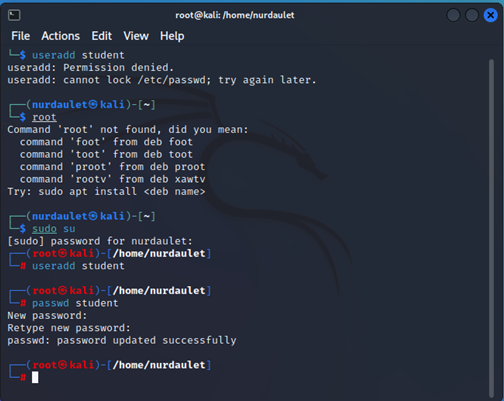 root@kali: /home/nurdaulet
File Actions Edit View Help
└─$ useradd student
useradd: Permission denied.
useradd: cannot lock /etc/passwd; try again later.
┌──(nurdaulet㉿kali)-[~]
└─$ root
Command 'root' not found, did you mean:
  command 'foot' from deb foot
  command 'toot' from deb toot
  command 'proot' from deb proot
  command 'rootv' from deb xawtv
Try: sudo apt install <deb name>
┌──(nurdaulet㉿kali)-[~]
└─$ sudo su
[sudo] password for nurdaulet:
┌──(root㉿kali)-[/home/nurdaulet]
└─# useradd student
┌──(root㉿kali)-[/home/nurdaulet]
└─# passwd student
New password:
Retype new password:
passwd: password updated successfully
┌──(root㉿kali)-[/home/nurdaulet]
└─#